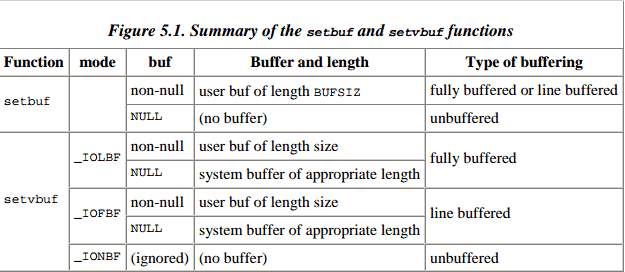 Figure 5.1. Summary of the setbuf and setvbuf functions
Function mode buf Buffer and length Type of buffering
setbuf non-null user buf of length BUFSIZ fully buffered or line buffered
NULL (no buffer) unbuffered
setvbuf _IOLBF non-null user buf of length size fully buffered
NULL system buffer of appropriate length
_IOFBF non-null user buf of length size line buffered
NULL system buffer of appropriate length
_IONBF (ignored) (no buffer) unbuffered